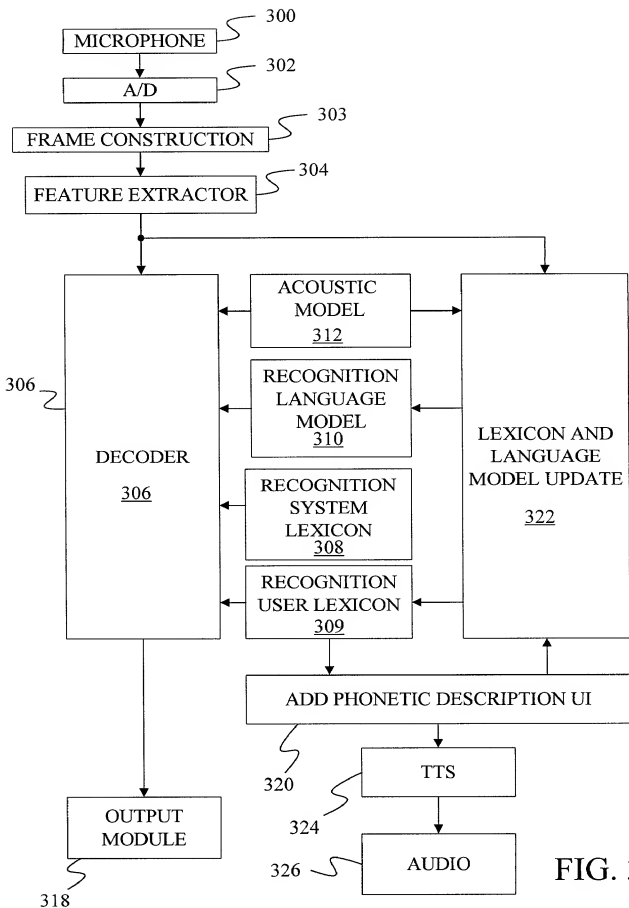 300
MICROPHONE
302
A/D
303
FRAME CONSTRUCTION
304
FEATURE EXTRACTOR
306
DECODER
306
ACOUSTIC
MODEL
312
RECOGNITION
LANGUAGE
MODEL
310
RECOGNITION
SYSTEM
LEXICON
308
RECOGNITION
USER LEXICON
309
LEXICON AND
LANGUAGE
MODEL UPDATE
322
ADD PHONETIC DESCRIPTION UI
320
TTS
324
AUDIO
326
OUTPUT
MODULE
318
FIG.